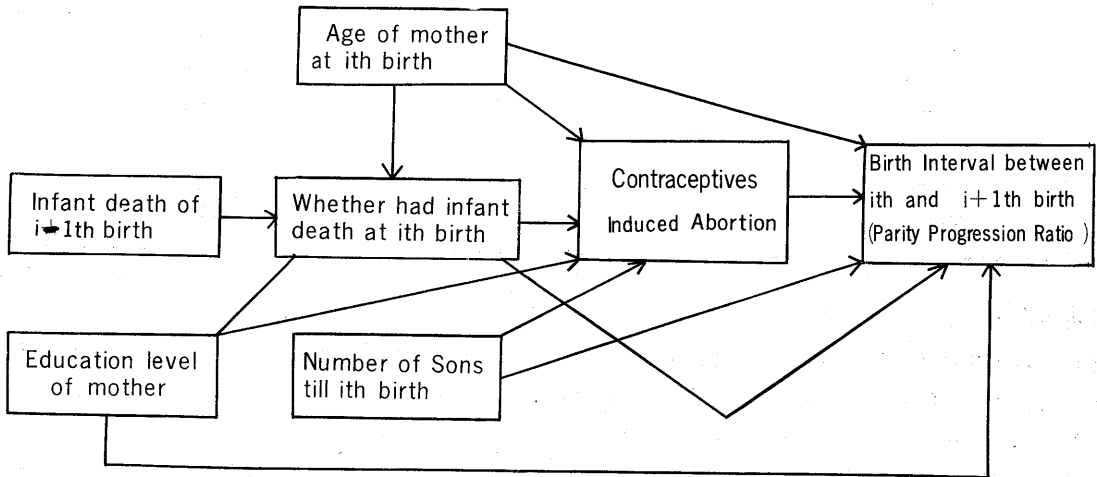 Age of mother
at ith birth
Infant death of
i-1th birth
Whether had infant
death at ith birth
Contraceptives
Induced Abortion
Birth Interval between
ith and i+1th birth
(Parity Progression Ratio)
Education level
of mother
Number of Sons
till ith birth